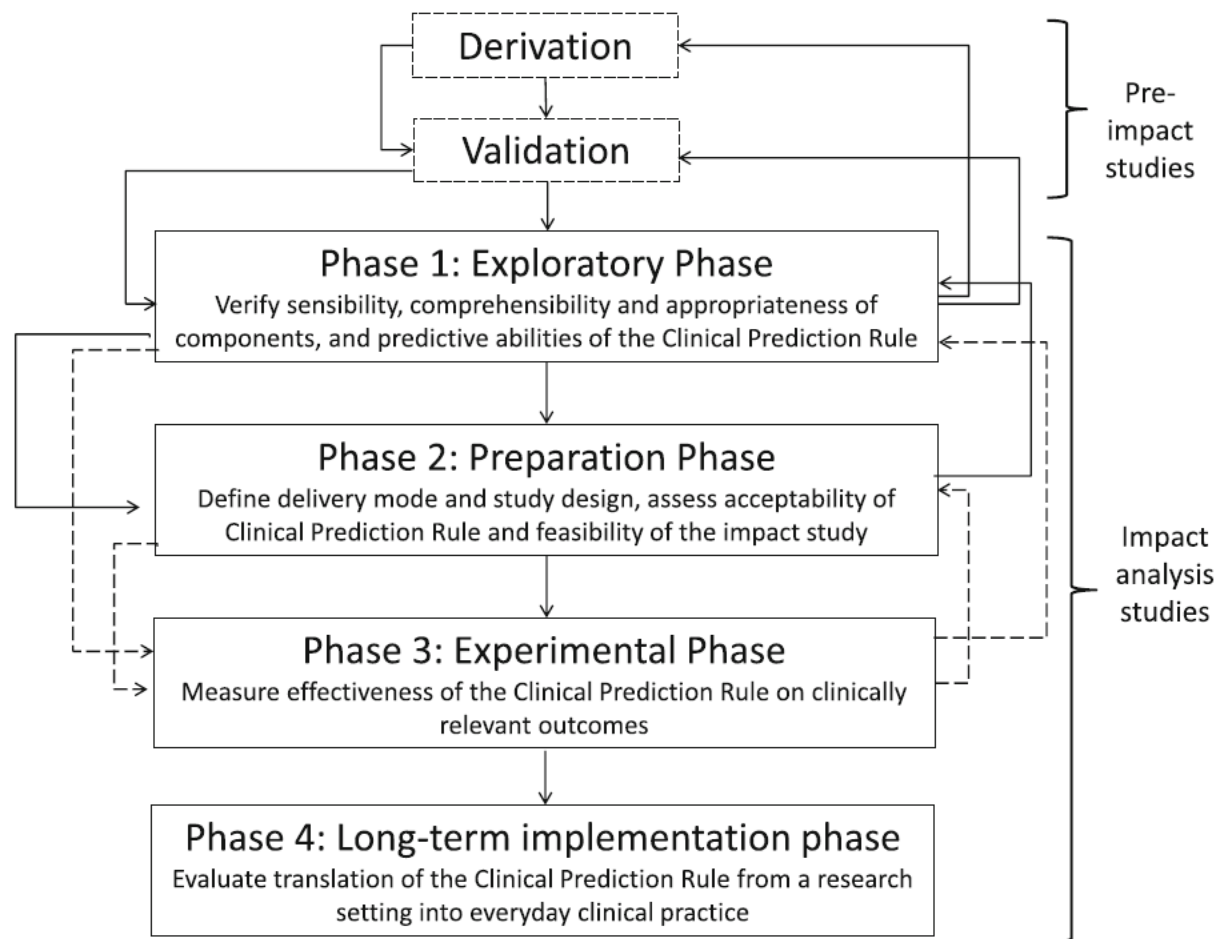 Derivation
Validation
Pre-
impact
studies
Phase 1: Exploratory Phase
Verify sensibility, comprehensibility and appropriateness of
components, and predictive abilities of the Clinical Prediction Rule
Phase 2: Preparation Phase
Define delivery mode and study design, assess acceptability of
Clinical Prediction Rule and feasibility of the impact study
Phase 3: Experimental Phase
Measure effectiveness of the Clinical Prediction Rule on clinically
relevant outcomes
Phase 4: Long-term implementation phase
Evaluate translation of the Clinical Prediction Rule from a research
setting into everyday clinical practice
Impact
analysis
studies